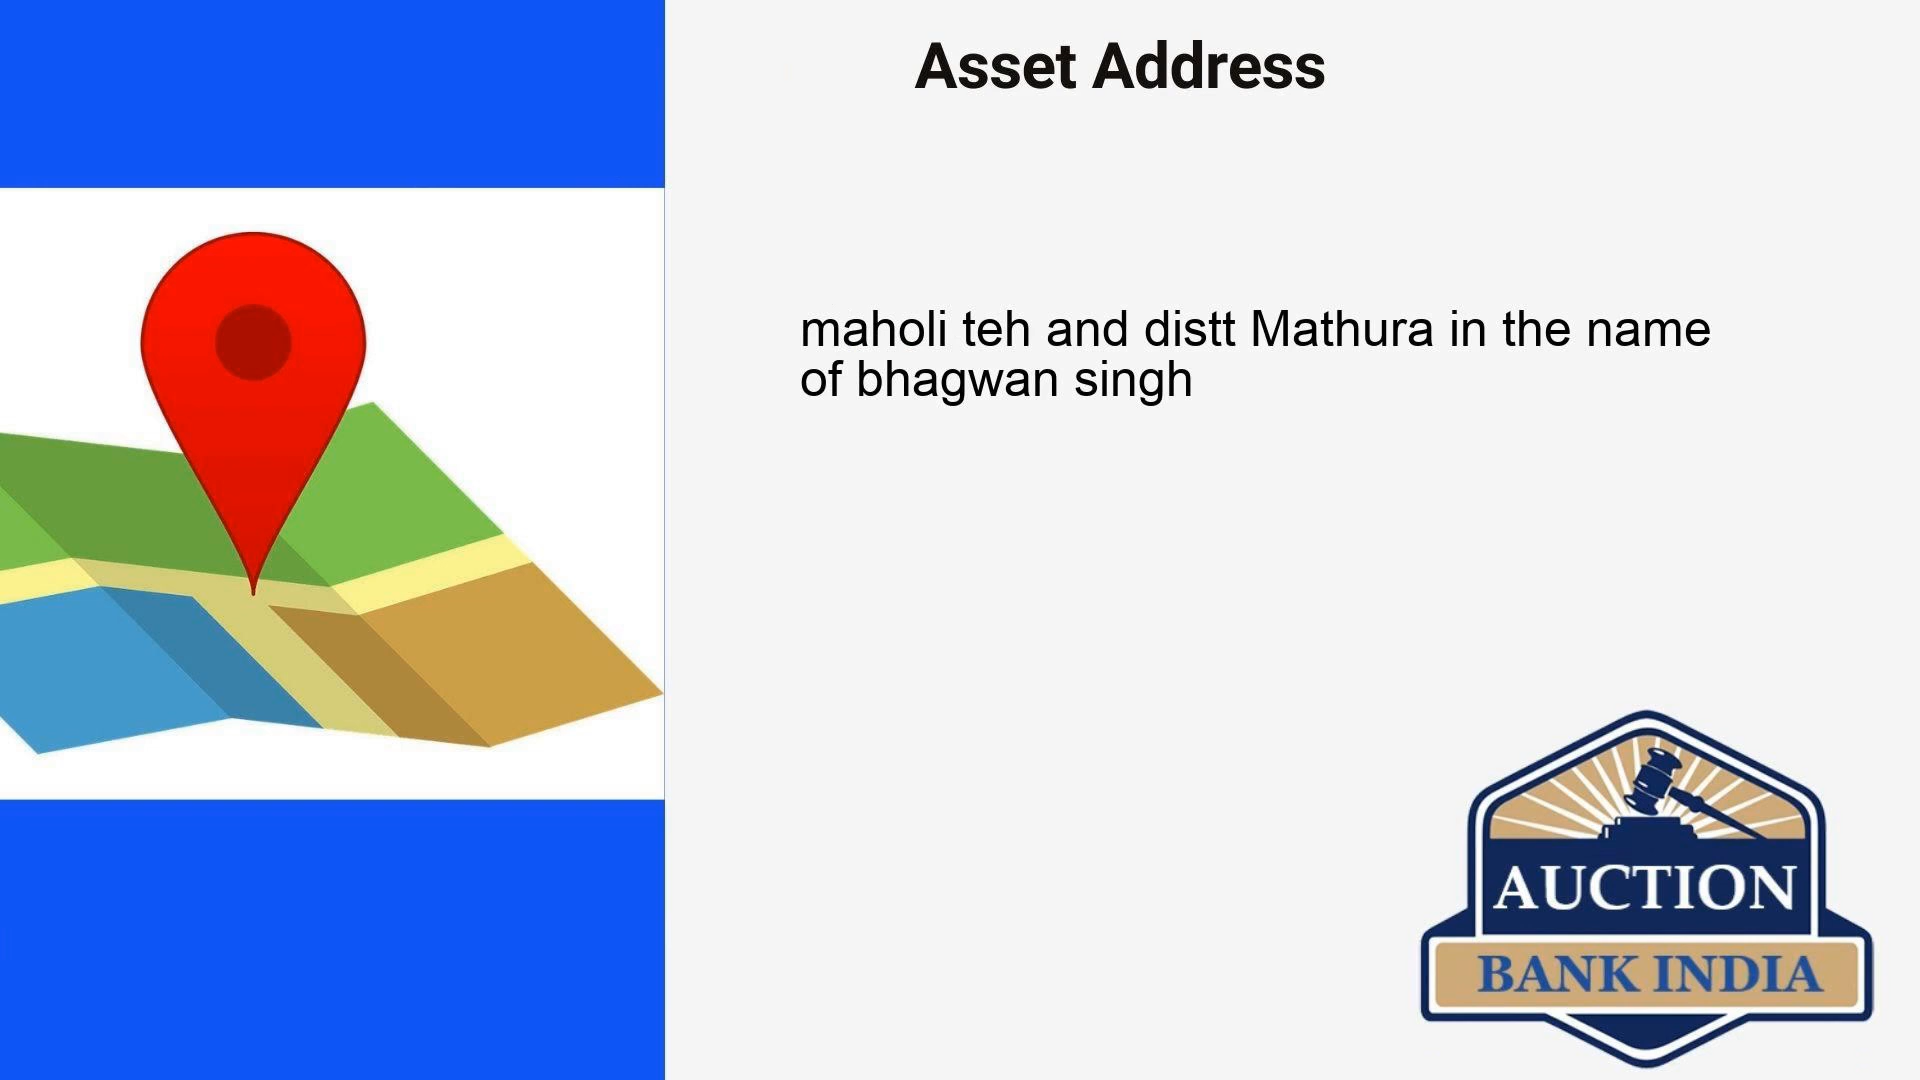 Asset Address
maholi teh and distt Mathura in the name
of bhagwan singh
AUCTION
BANK INDIA